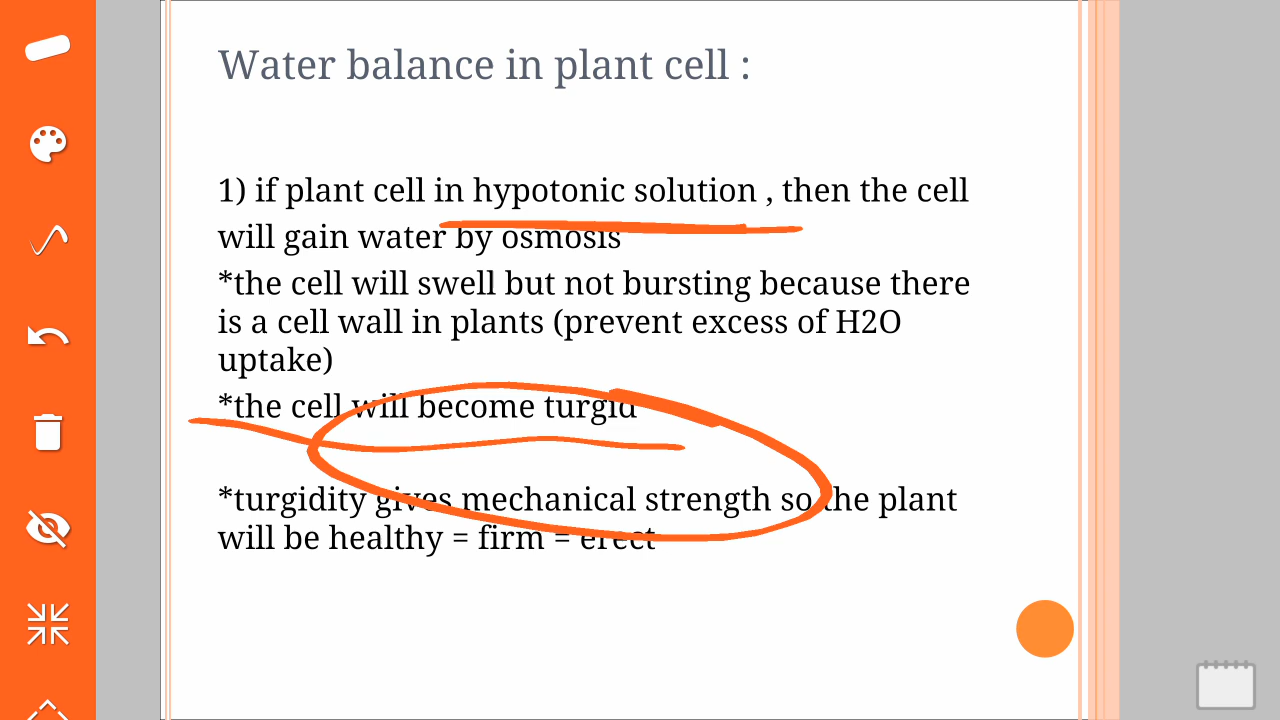 Water balance in plant cell :
1) if plant cell in hypotonic solution , then the cell
will gain water by osmosis
*the cell will swell but not bursting because there
is a cell wall in plants (prevent excess of H2O
uptake)
*the cell will become turgid
*turgidity gives mechanical strength so the plant
will be healthy = firm = erect